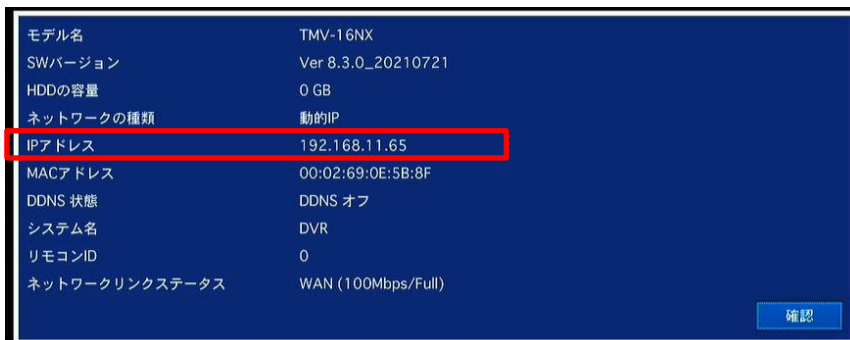 モデル名 TMV-16NX
SWバージョン Ver 8.3.0_20210721
HDDの容量 0 GB
ネットワークの種類 動的IP
IPアドレス 192.168.11.65
MACアドレス 00:02:69:0E:5B:8F
DDNS 状態 DDNS オフ
システム名 DVR
リモコンID 0
ネットワークリンクステータス WAN (100Mbps/Full)
確認